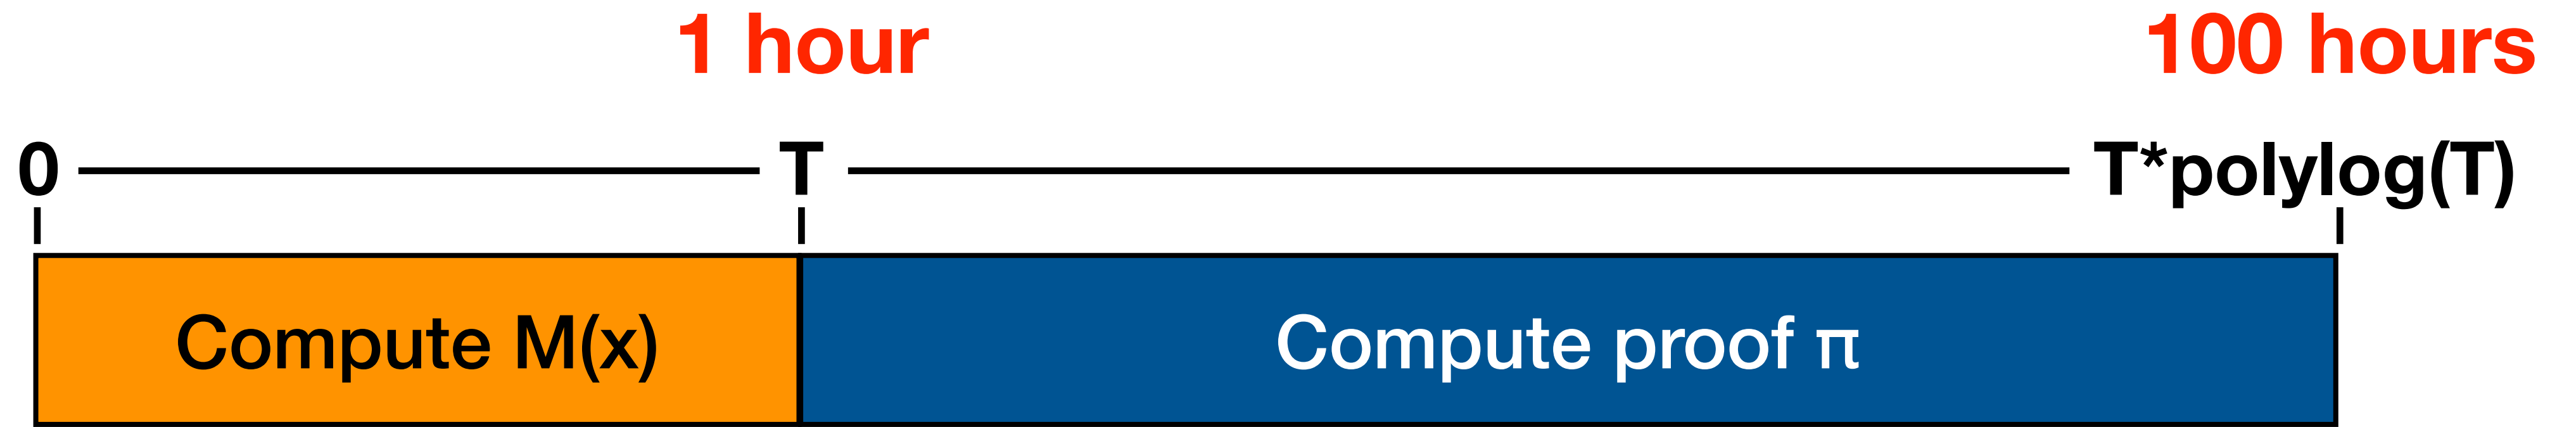 1 hour 100 hours
0 T T*polylog(T)
Compute M(x) Compute proof π